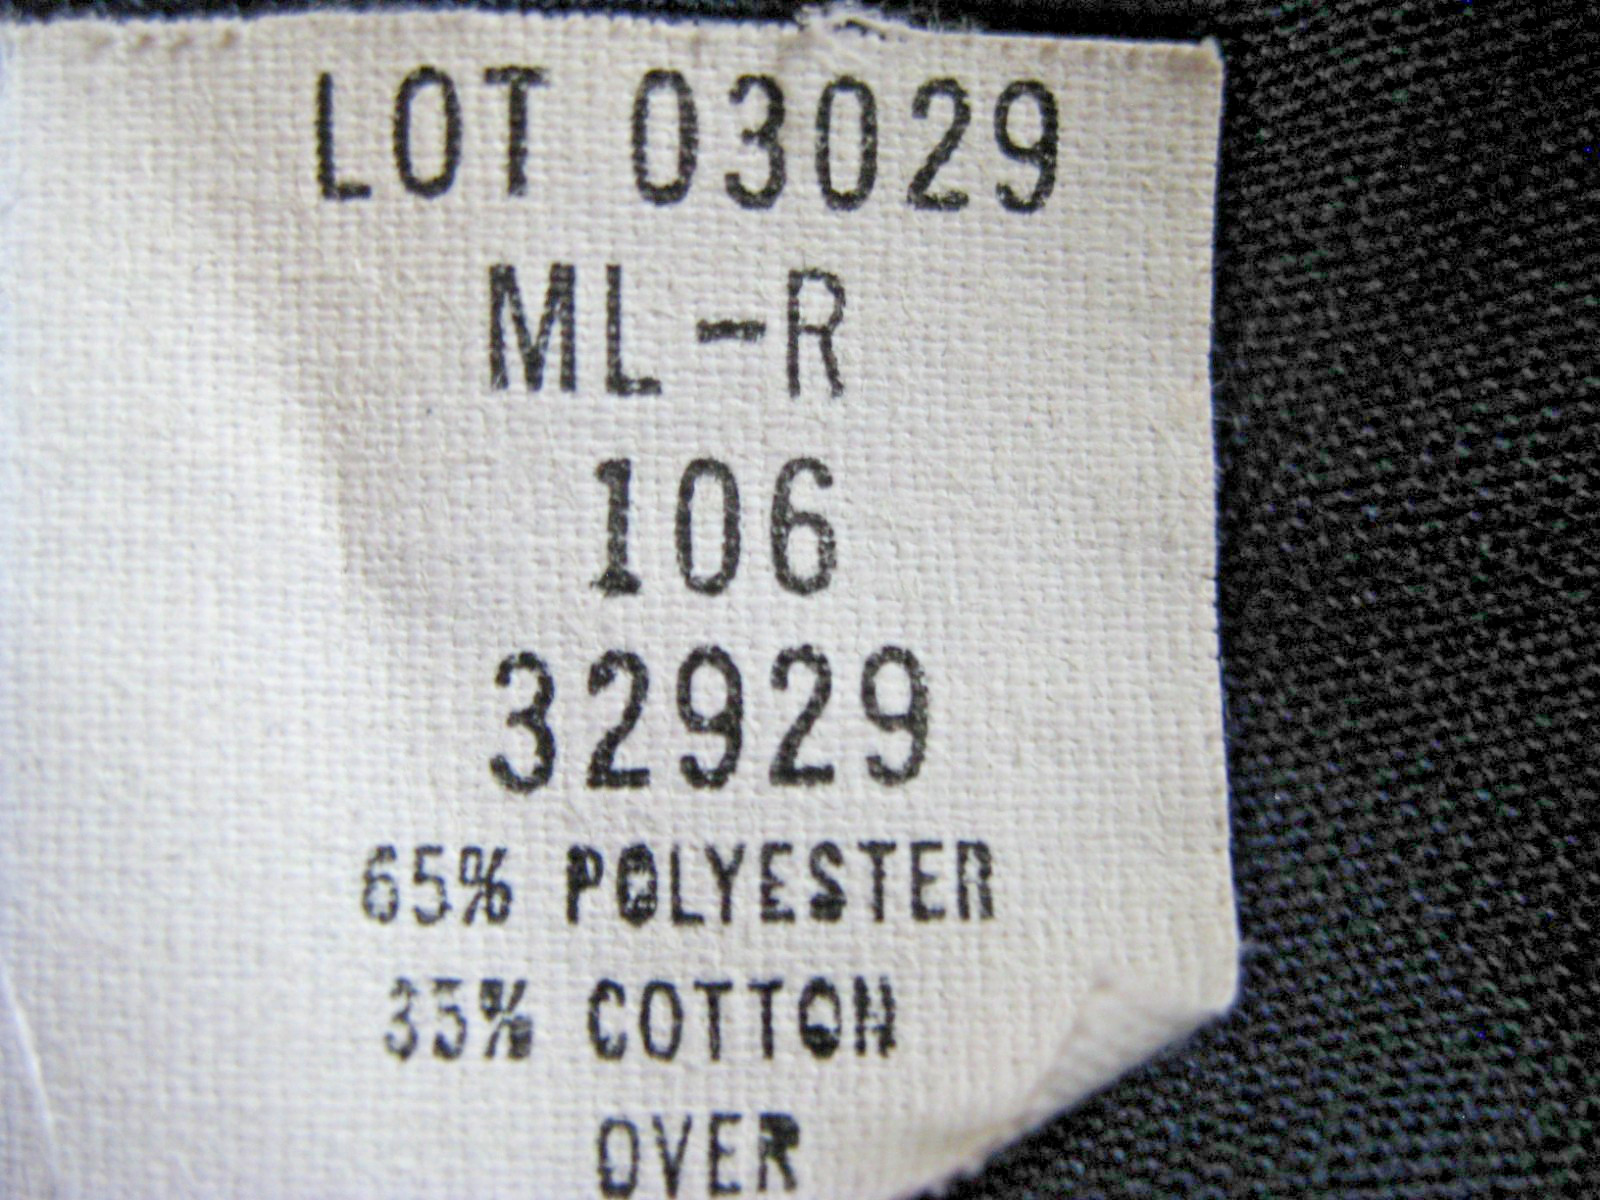 LOT 03029
ML-R
106
32929
65% POLYESTER
35% COTTON
OVER